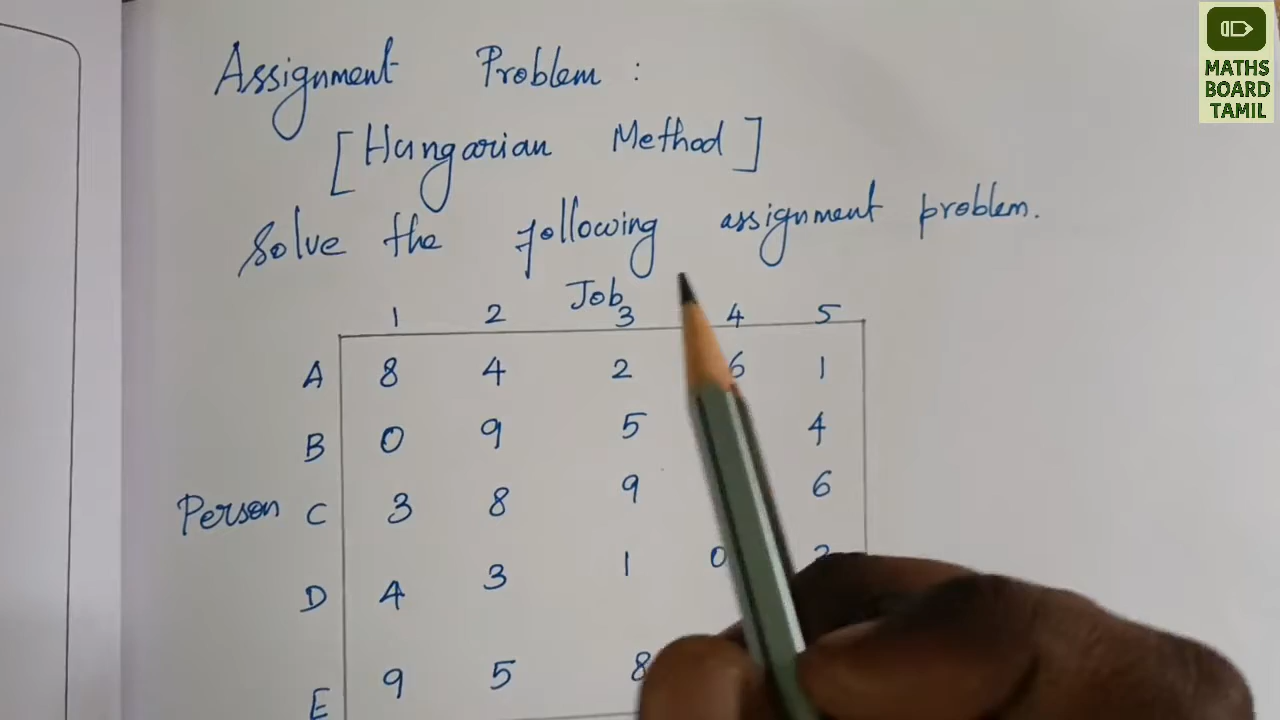 MATHS
BOARD
TAMIL
Assignment Problem :
[Hungarian Method]
Solve the following assignment problem.
Job
1 2 3 4 5
A 8 4 2 6 1
B 0 9 5 4
C 3 8 9 6
Person
D 4 3 1 0
E 9 5 8